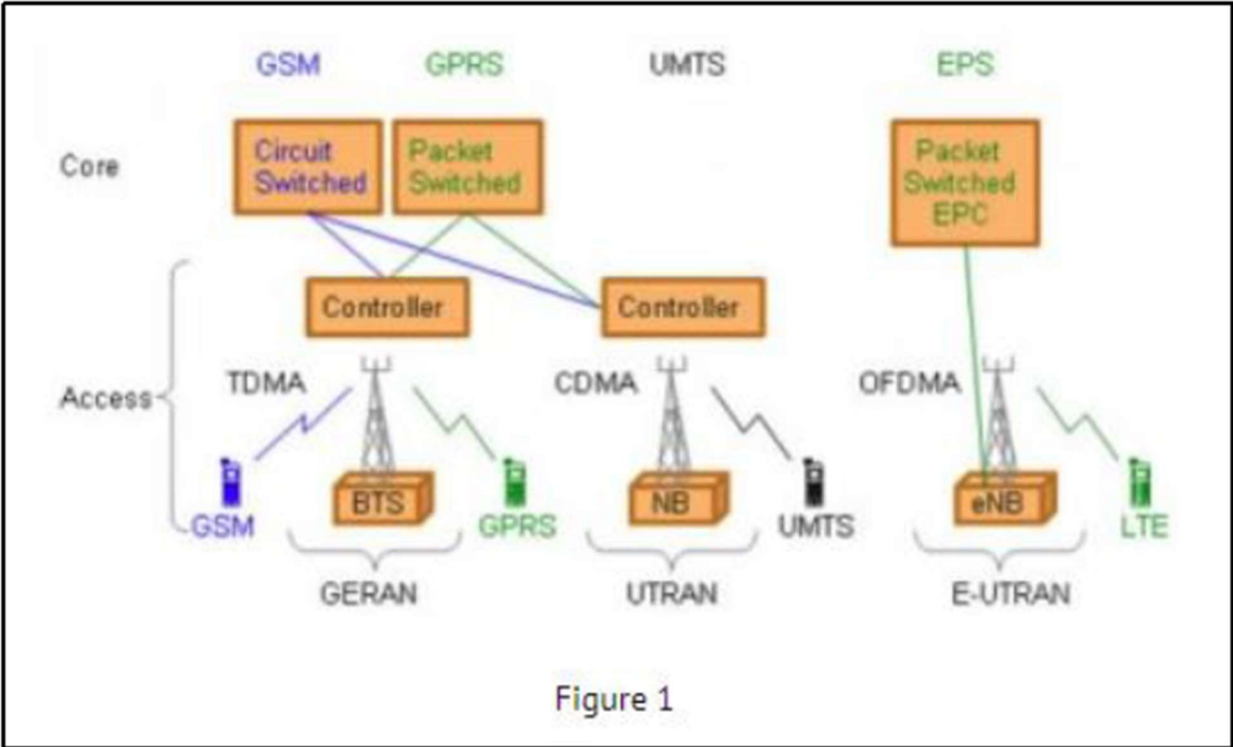 GSM GPRS UMTS EPS
Core
Circuit
Switched
Packet
Switched
Packet
Switched
EPC
Controller
Controller
Access
TDMA
CDMA
OFDMA
BTS
NB
eNB
GSM
GPRS
UMTS
LTE
GERAN
UTRAN
E-UTRAN
Figure 1